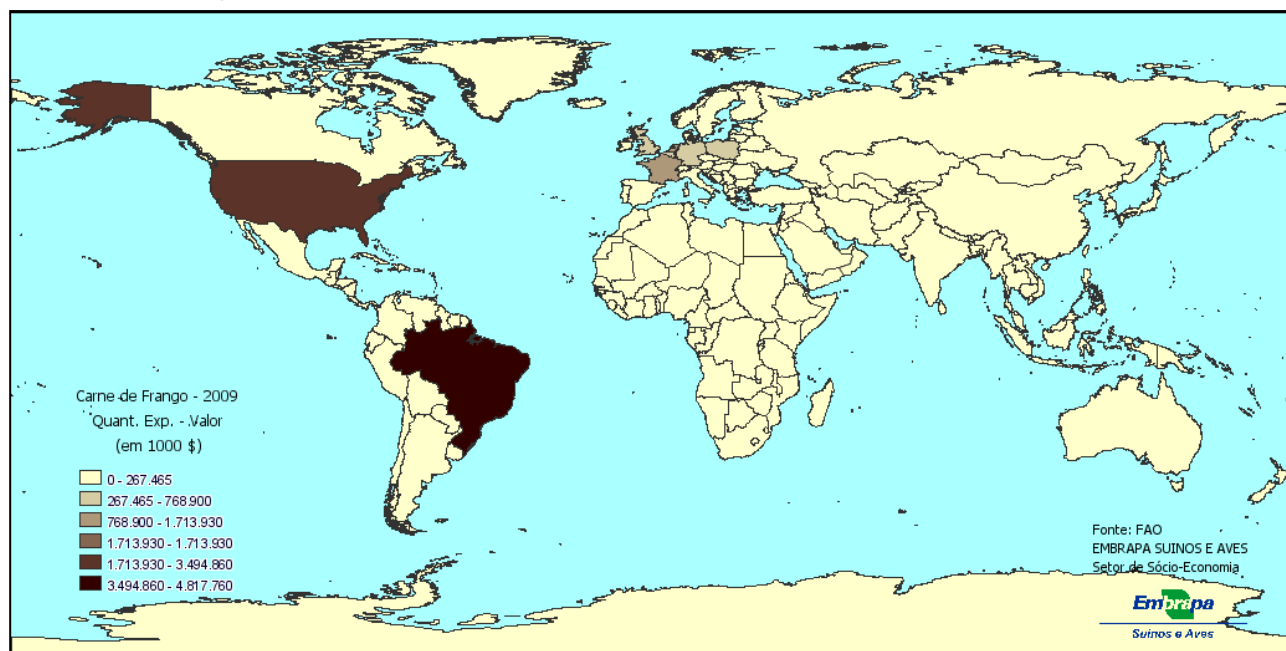 Carne de Frango - 2009
Quant. Exp. - Valor
(em 1000 $)
0 - 267.465
267.465 - 768.900
768.900 - 1.713.930
1.713.930 - 1.713.930
1.713.930 - 3.494.860
3.494.860 - 4.817.760
Fonte: FAO
EMBRAPA SUINOS E AVES
Setor de Sócio-Economia
Embrapa
Suínos e Aves